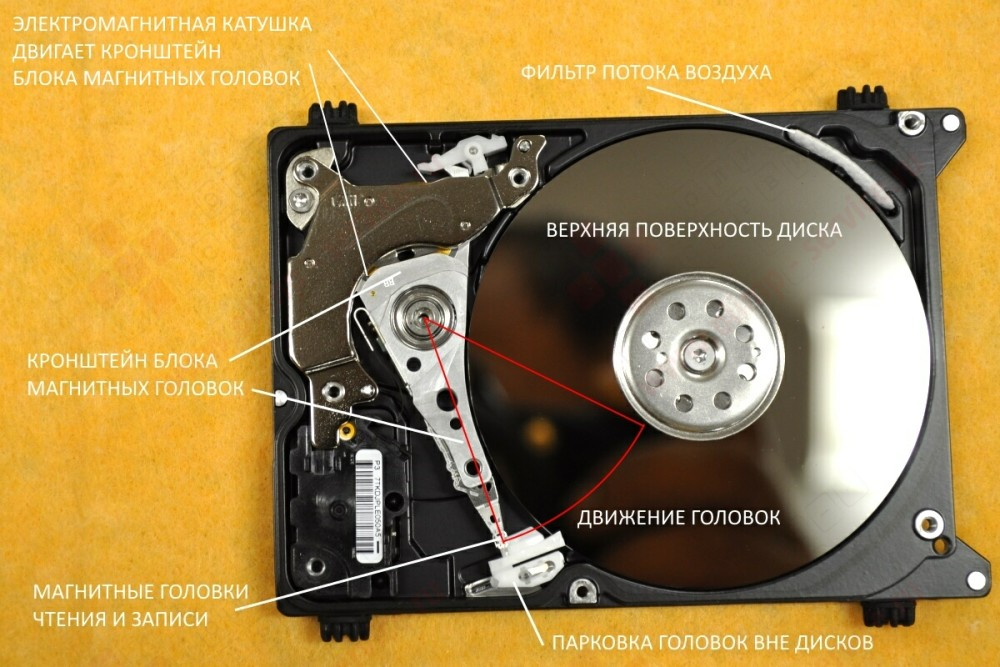 ЭЛЕКТРОМАГНИТНАЯ КАТУШКА
ДВИГАЕТ КРОНШТЕЙН
БЛОКА МАГНИТНЫХ ГОЛОВОК
ФИЛЬТР ПОТОКА ВОЗДУХА
ВЕРХНЯЯ ПОВЕРХНОСТЬ ДИСКА
КРОНШТЕЙН БЛОКА
МАГНИТНЫХ ГОЛОВОК
ДВИЖЕНИЕ ГОЛОВОК
МАГНИТНЫЕ ГОЛОВКИ
ЧТЕНИЯ И ЗАПИСИ
ПАРКОВКА ГОЛОВОК ВНЕ ДИСКОВ